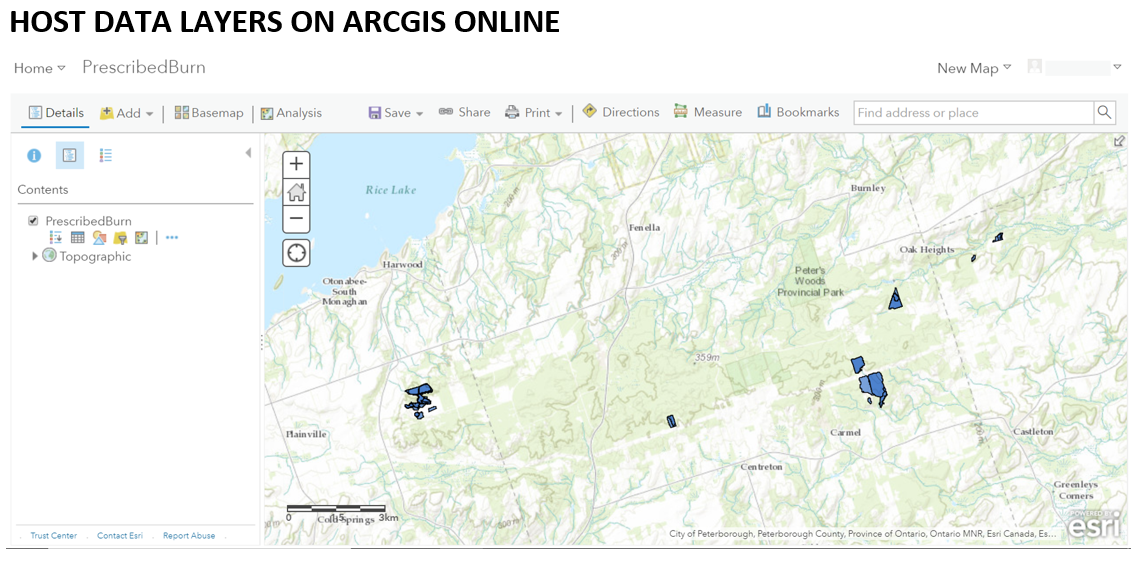 HOST DATA LAYERS ON ARCGIS ONLINE
Home PrescribedBurn New Map
Details Add Basemap Analysis Save Share Print Directions Measure Bookmarks Find address or place
Contents
PrescribedBurn
Topographic
Rice Lake
Burnley
200 m
Fenella
300 m
Oak Heights
Harwood
Peter's
Woods
Provincial Park
Otonabee-
South
Monaghan
359m
Plainville
Carmel
Castleton
200 m
Centreton
Greenleys
Corners
0 1.5 3km
Cold Springs
300 m
POWERED BY
esri
Trust Center . Contact Esri . Report Abuse .
City of Peterborough, Peterborough County, Province of Ontario, Ontario MNR, Esri Canada, Es...